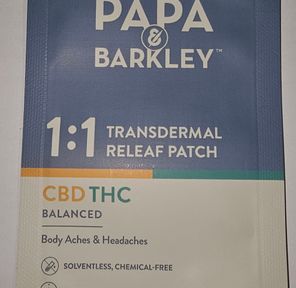 PAPA
&
BARKLEY™
1:1 TRANSDERMAL
RELEAF PATCH
CBD THC
BALANCED
Body Aches & Headaches
SOLVENTLESS, CHEMICAL-FREE